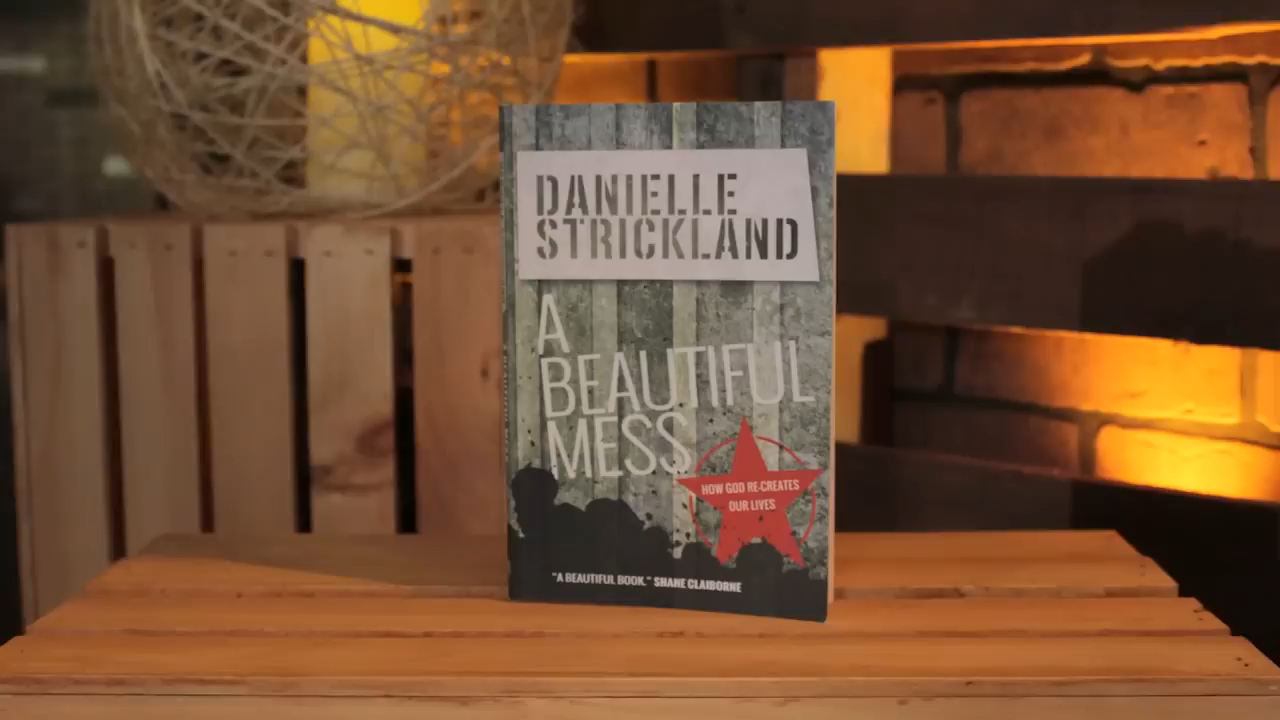 DANIELLE
STRICKLAND
A
BEAUTIFUL
MESS
HOW GOD RE-CREATES
OUR LIVES
"A BEAUTIFUL BOOK." SHANE CLAIBORNE